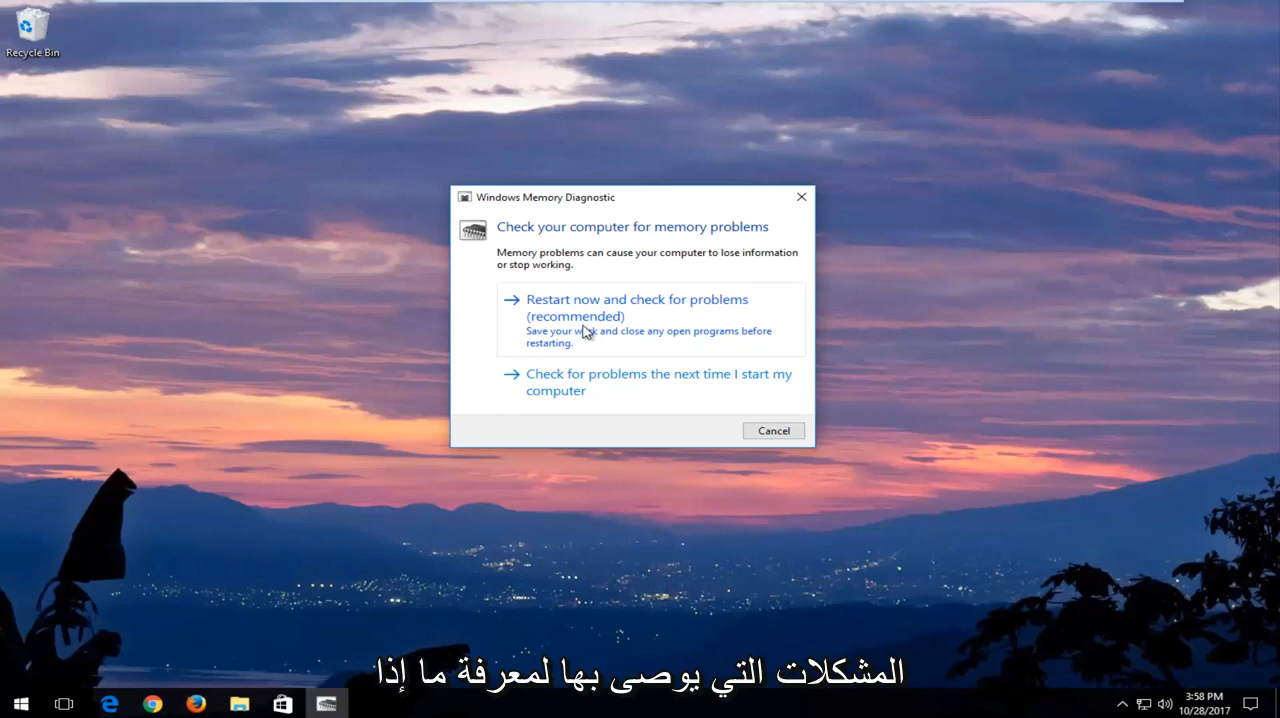 Recycle Bin
Windows Memory Diagnostic
Check your computer for memory problems
Memory problems can cause your computer to lose information
or stop working.
Restart now and check for problems
(recommended)
Save your work and close any open programs before
restarting.
Check for problems the next time I start my
computer
Cancel
المشكلات التي يوصى بها لمعرفة ما إذا
3:58 PM
10/28/2017